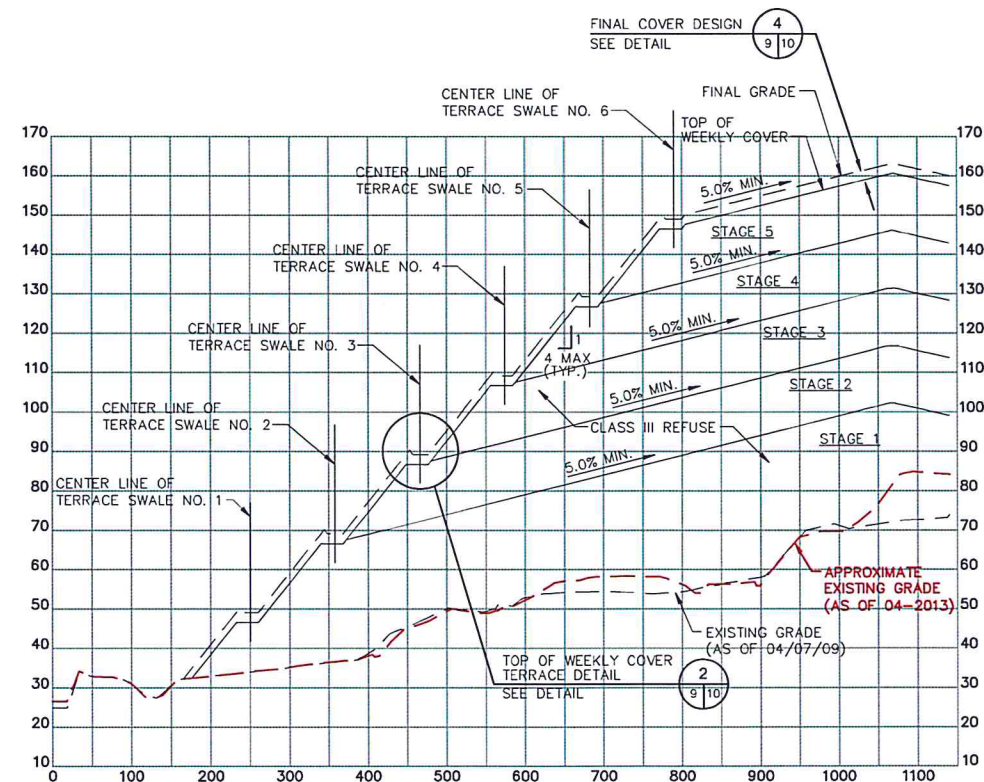 FINAL COVER DESIGN
SEE DETAIL
4
9 10
CENTER LINE OF
TERRACE SWALE NO. 6
FINAL GRADE
TOP OF
WEEKLY COVER
170
160
150
140
130
120
110
100
90
80
70
60
50
40
30
20
10
170
160
150
140
130
120
110
100
90
80
70
60
50
40
30
20
10
CENTER LINE OF
TERRACE SWALE NO. 5
5.0% MIN.
STAGE 5
CENTER LINE OF
TERRACE SWALE NO. 4
5.0% MIN.
STAGE 4
CENTER LINE OF
TERRACE SWALE NO. 3
1
4 MAX
(TYP.)
5.0% MIN.
STAGE 3
5.0% MIN.
STAGE 2
CENTER LINE OF
TERRACE SWALE NO. 2
CLASS III REFUSE
STAGE 1
5.0% MIN.
CENTER LINE OF
TERRACE SWALE NO. 1
APPROXIMATE
EXISTING GRADE
(AS OF 04-2013)
EXISTING GRADE
(AS OF 04/07/09)
TOP OF WEEKLY COVER
TERRACE DETAIL
SEE DETAIL
2
9 10
0 100 200 300 400 500 600 700 800 900 1000 1100